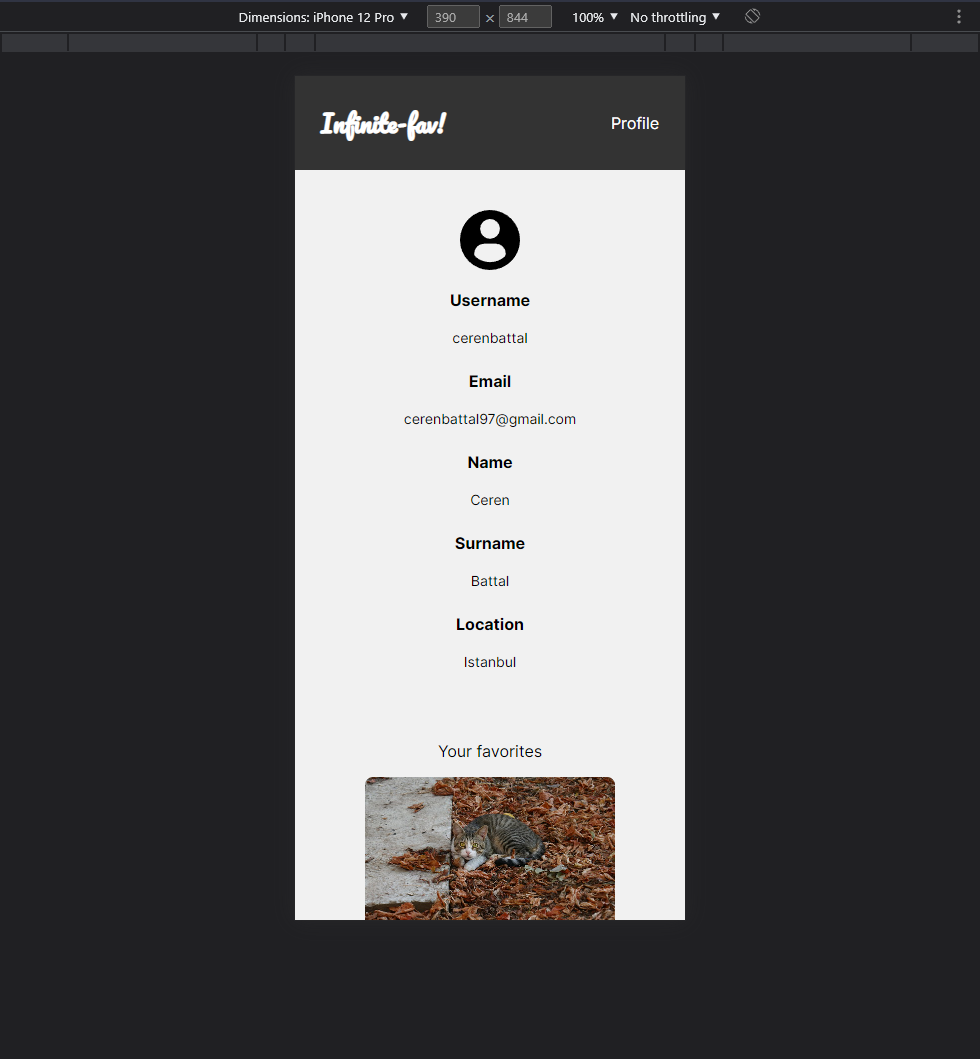 Dimensions: iPhone 12 Pro ▼ 390 × 844 100% ▼ No throttling ▼
Infinite-fav! Profile
Username
cerenbattal
Email
cerenbattal97@gmail.com
Name
Ceren
Surname
Battal
Location
Istanbul
Your favorites